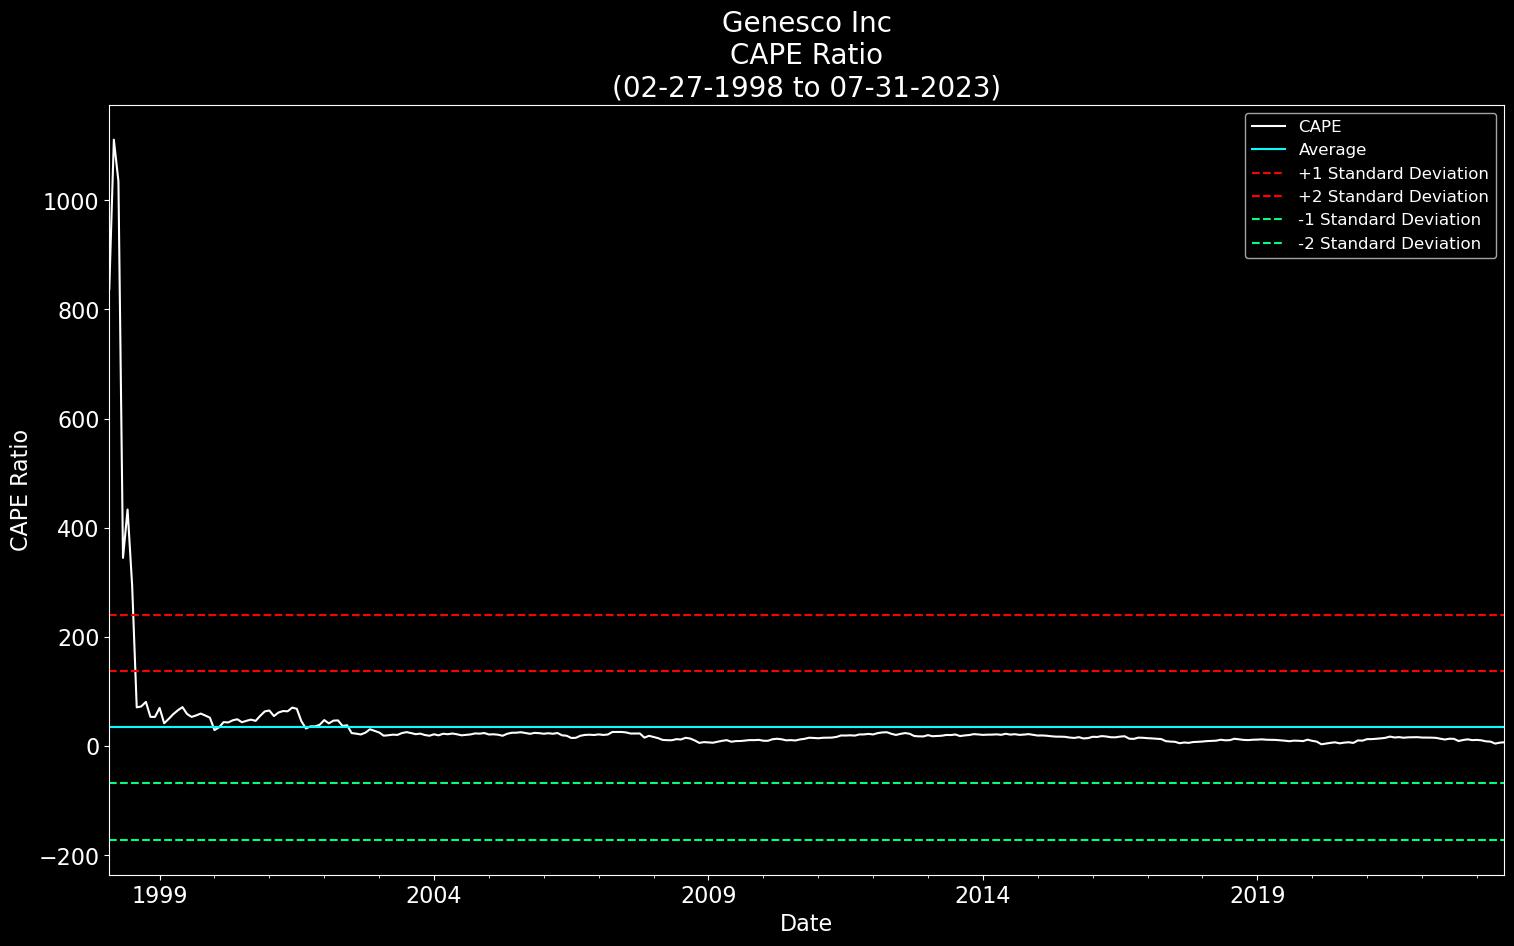 Genesco Inc
CAPE Ratio
(02-27-1998 to 07-31-2023)
CAPE
Average
+1 Standard Deviation
+2 Standard Deviation
-1 Standard Deviation
-2 Standard Deviation
CAPE Ratio
1000
800
600
400
200
0
−200
1999
2004
2009
2014
2019
Date